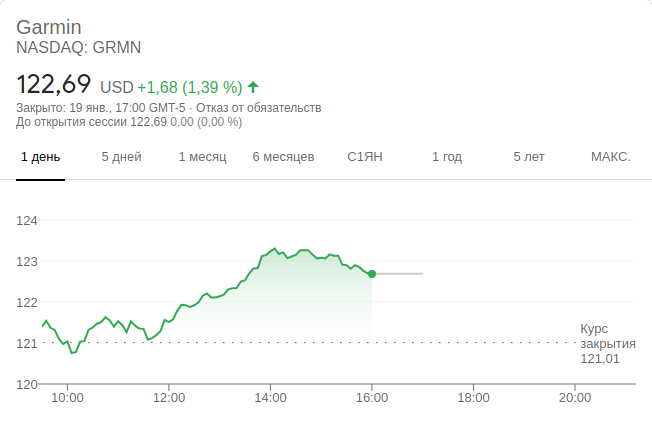 Garmin
NASDAQ: GRMN
122,69 USD +1,68 (1,39 %)
Закрыто: 19 янв., 17:00 GMT-5 · Отказ от обязательств
До открытия сессии 122,69 0,00 (0,00 %)
1 день 5 дней 1 месяц 6 месяцев С1ЯН 1 год 5 лет МАКС.
124
123
122
Курс
121 закрытия
121,01
120
10:00 12:00 14:00 16:00 18:00 20:00